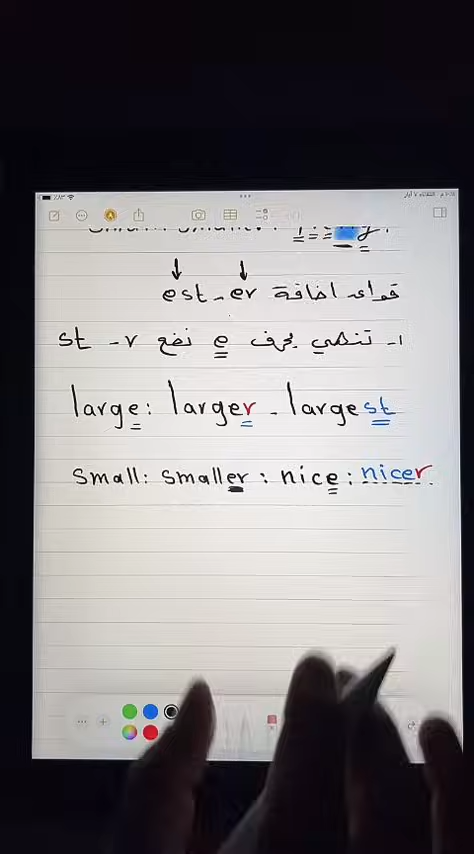 قواعد اضافة est - er
١- تنتهي بحرف e نضع st - r
large: larger - largest
small: smaller : nice : nicer